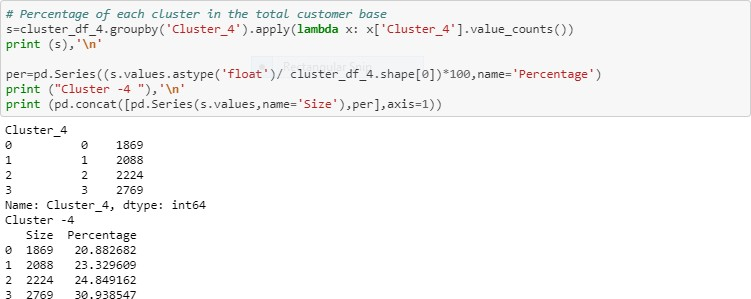 # Percentage of each cluster in the total customer base
s=cluster_df_4.groupby('Cluster_4').apply(lambda x: x['Cluster_4'].value_counts())
print (s),'\n'
Rectangular Snip
per=pd.Series((s.values.astype('float')/ cluster_df_4.shape[0])*100,name='Percentage')
print ("Cluster -4 "),'\n'
print (pd.concat([pd.Series(s.values,name='Size'),per],axis=1))
Cluster_4
0          0    1869
1          1    2088
2          2    2224
3          3    2769
Name: Cluster_4, dtype: int64
Cluster -4
   Size  Percentage
0  1869   20.882682
1  2088   23.329609
2  2224   24.849162
3  2769   30.938547